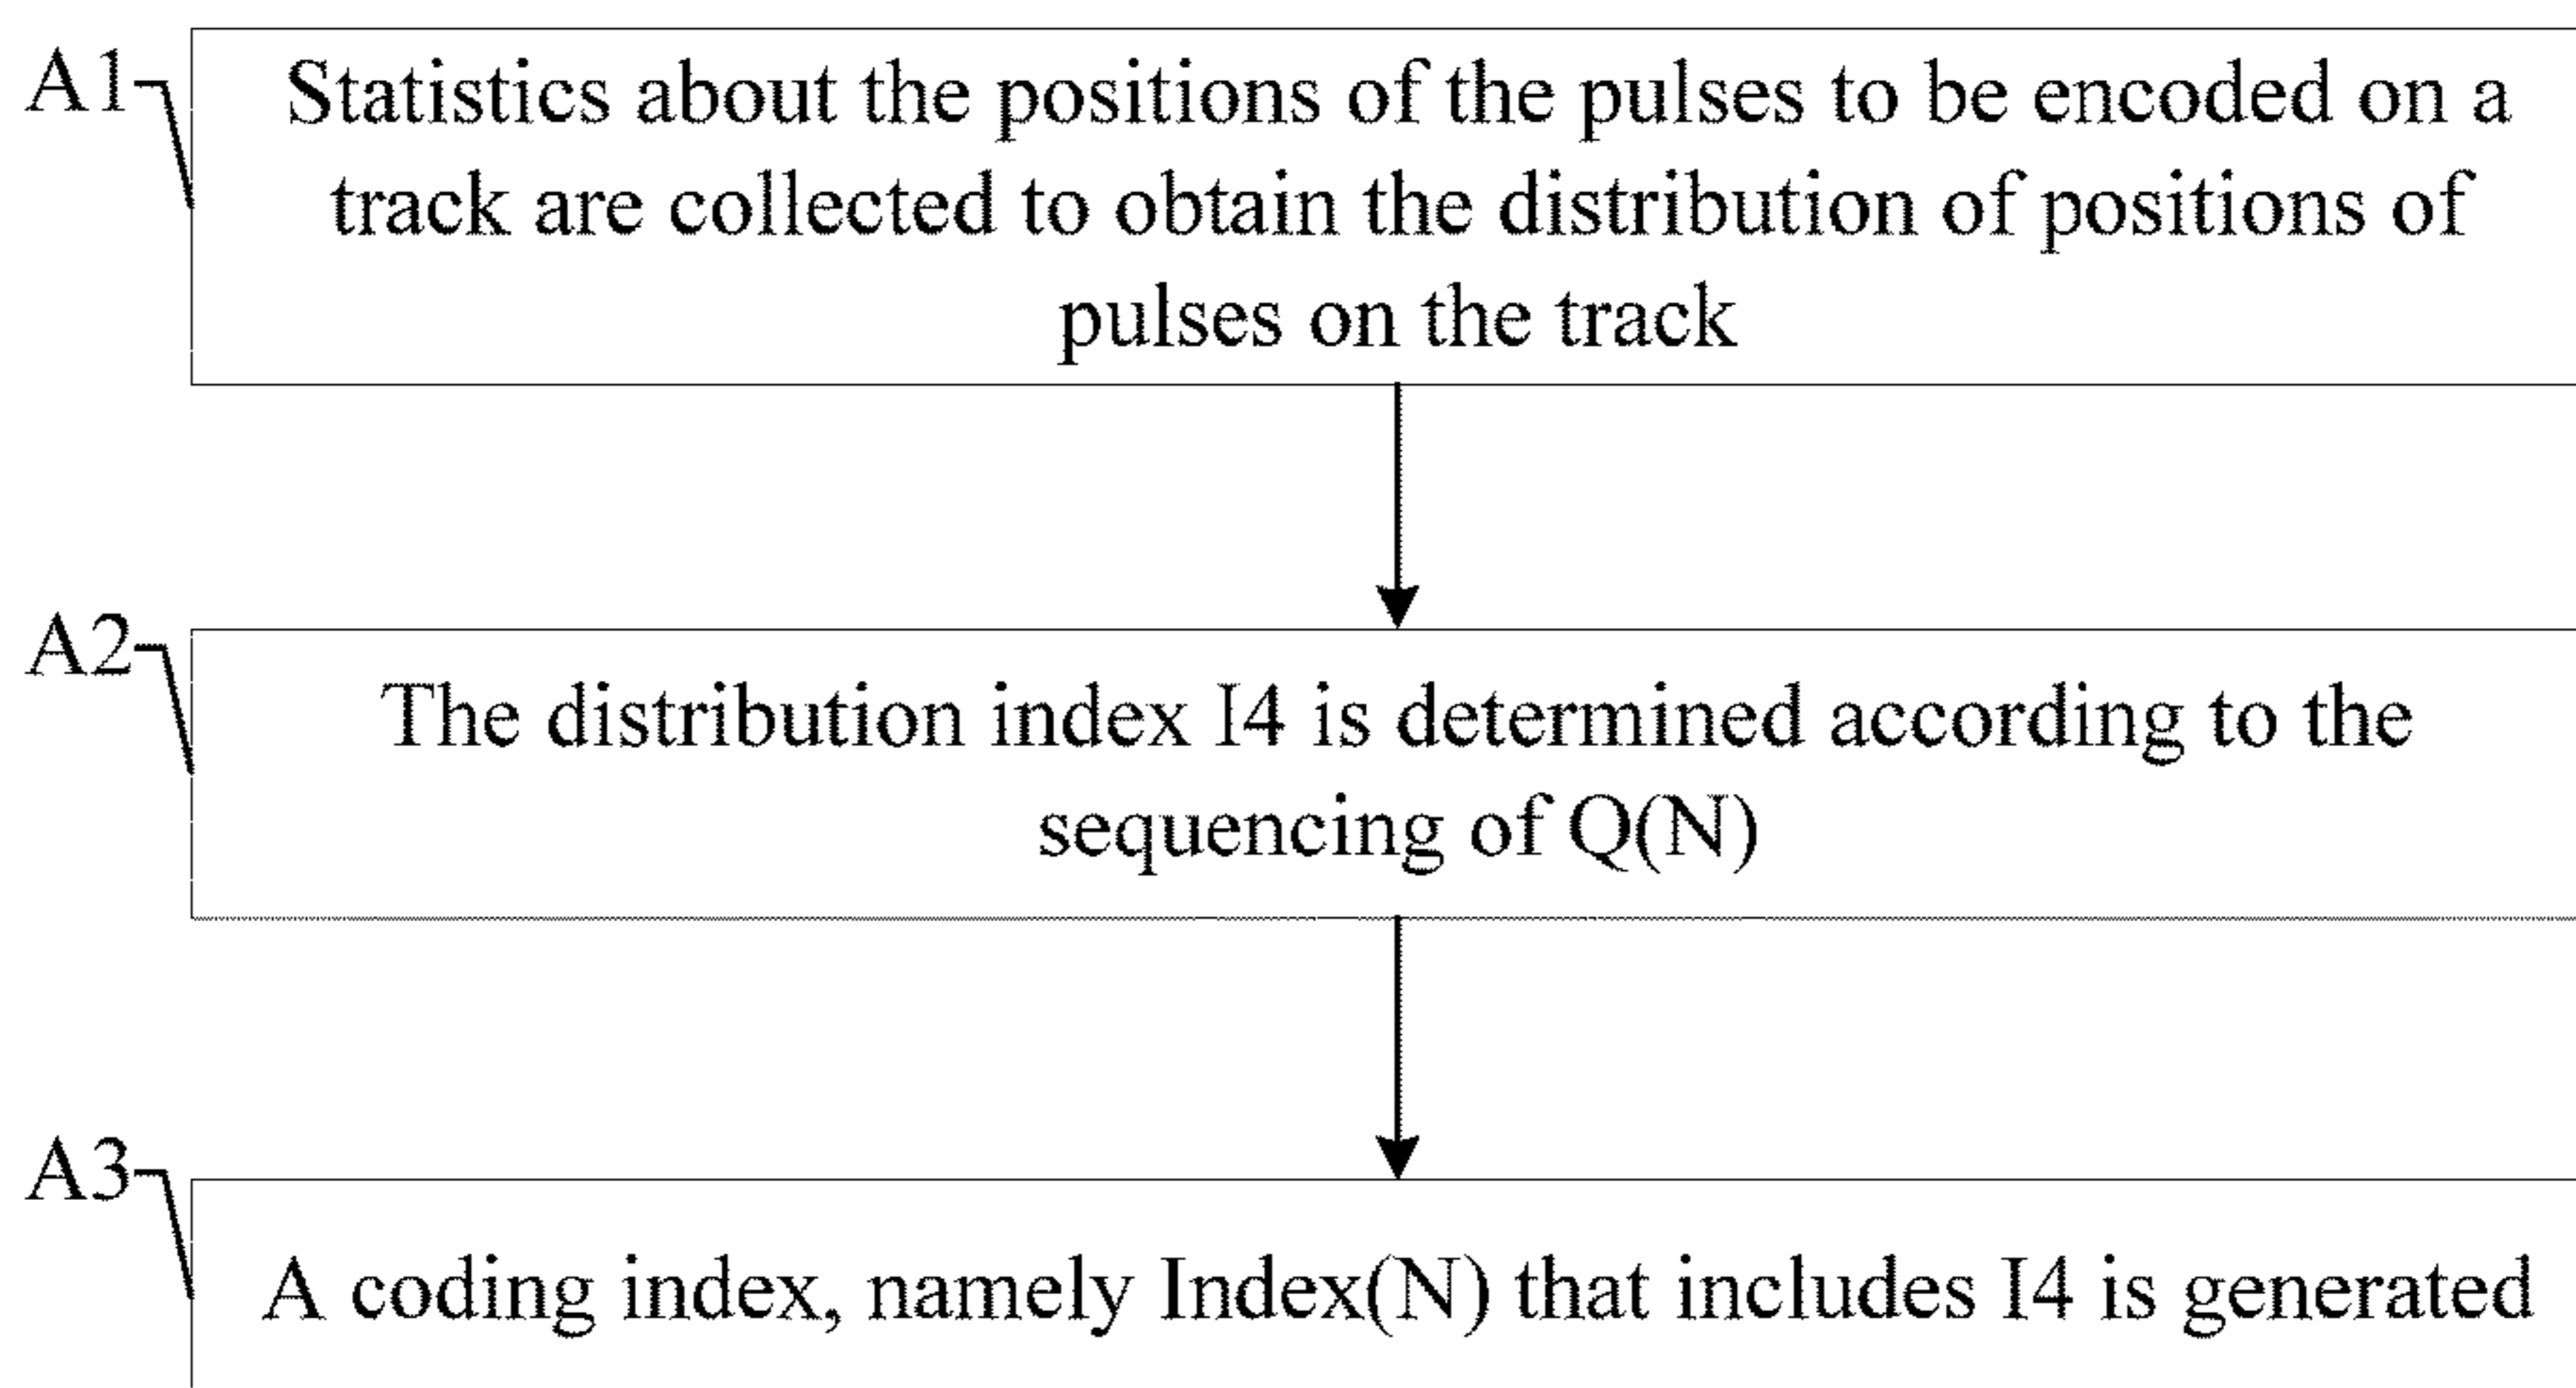 A1
Statistics about the positions of the pulses to be encoded on a
track are collected to obtain the distribution of positions of
pulses on the track
A2
The distribution index I4 is determined according to the
sequencing of Q(N)
A3
A coding index, namely Index(N) that includes I4 is generated